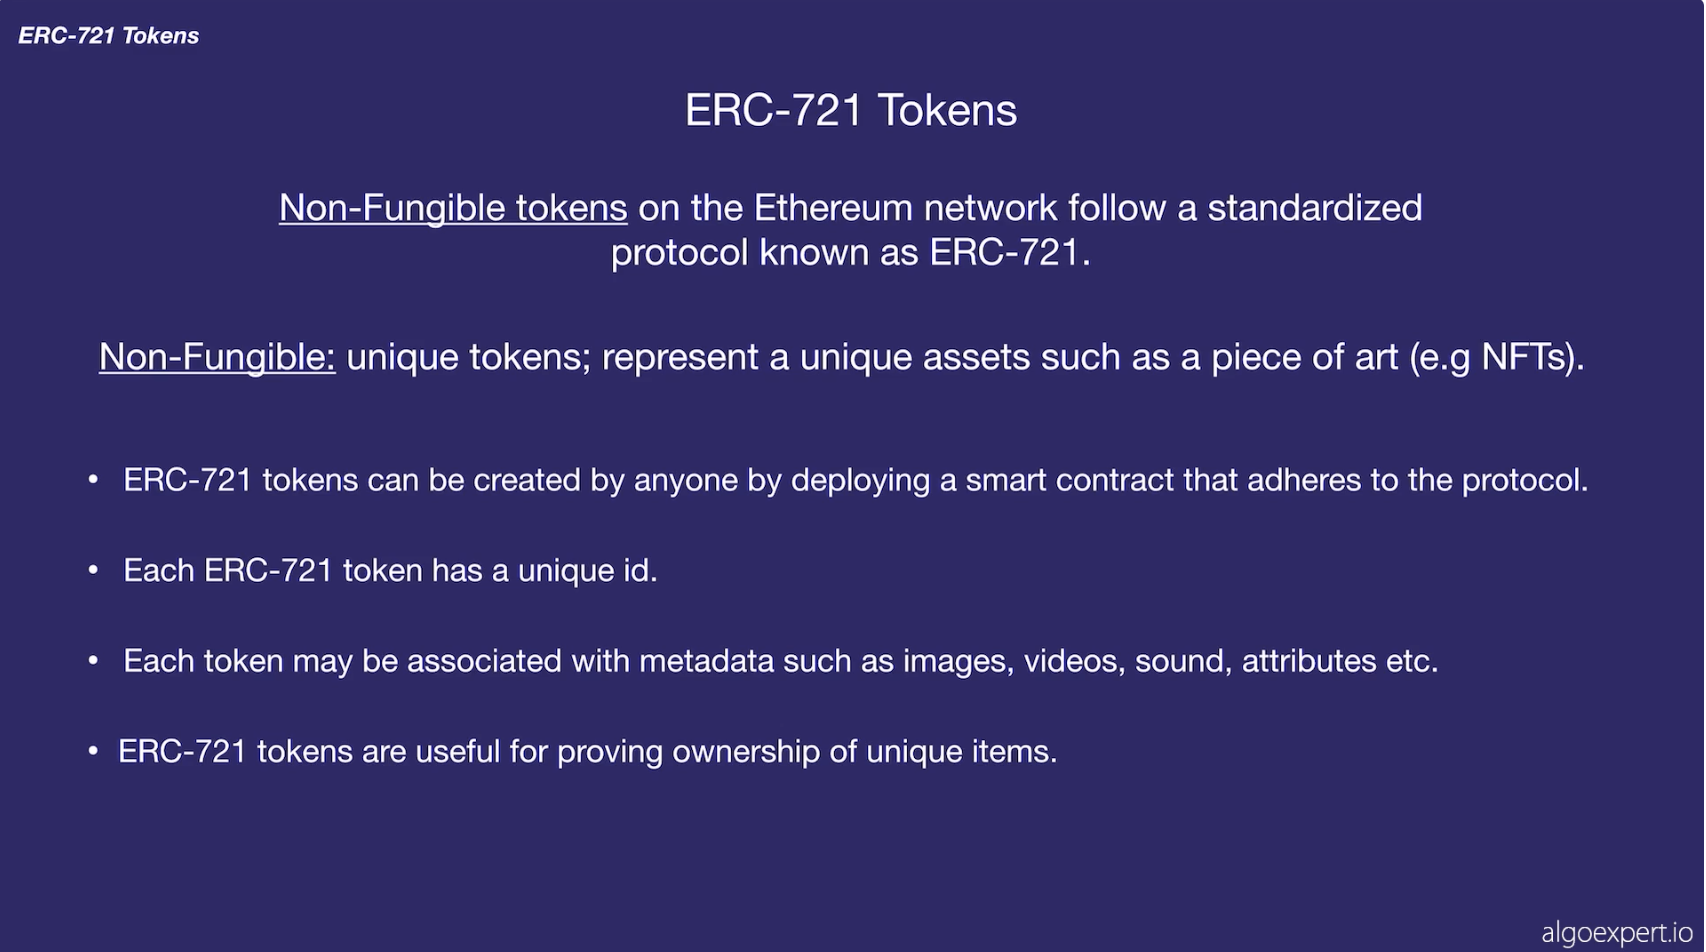 ERC-721 Tokens
ERC-721 Tokens
Non-Fungible tokens on the Ethereum network follow a standardized
protocol known as ERC-721.
Non-Fungible: unique tokens; represent a unique assets such as a piece of art (e.g NFTs).
• ERC-721 tokens can be created by anyone by deploying a smart contract that adheres to the protocol.
• Each ERC-721 token has a unique id.
• Each token may be associated with metadata such as images, videos, sound, attributes etc.
• ERC-721 tokens are useful for proving ownership of unique items.
algoexpert.io